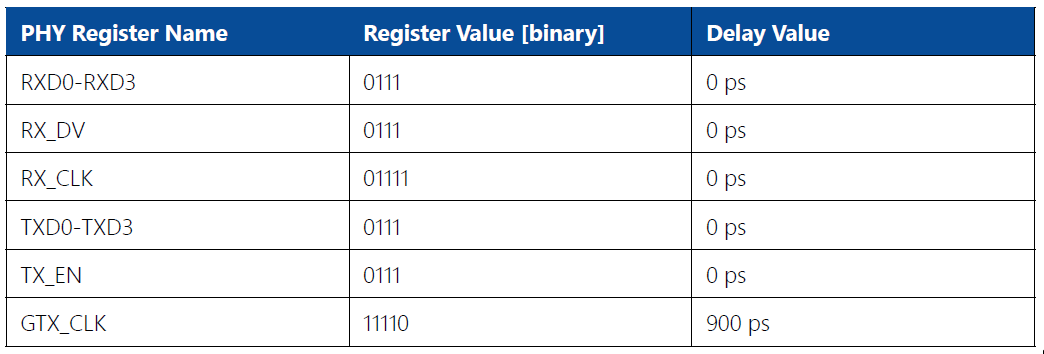 PHY Register Name Register Value [binary] Delay Value
RXD0-RXD3 0111 0 ps
RX_DV 0111 0 ps
RX_CLK 01111 0 ps
TXD0-TXD3 0111 0 ps
TX_EN 0111 0 ps
GTX_CLK 11110 900 ps